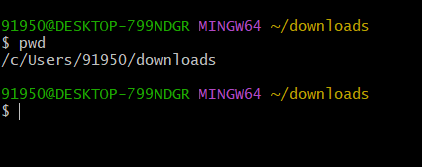 91950@DESKTOP-799NDGR MINGW64 ~/downloads
$ pwd
/c/Users/91950/downloads
91950@DESKTOP-799NDGR MINGW64 ~/downloads
$